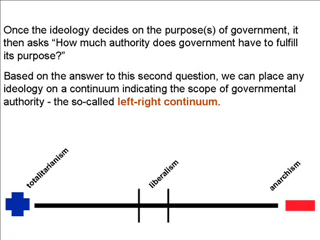 Once the ideology decides on the purpose(s) of government, it
then asks “How much authority does government have to fulfill
its purpose?”
Based on the answer to this second question, we can place any
ideology on a continuum indicating the scope of governmental
authority - the so-called left-right continuum.
totalitarianism
liberalism
anarchism